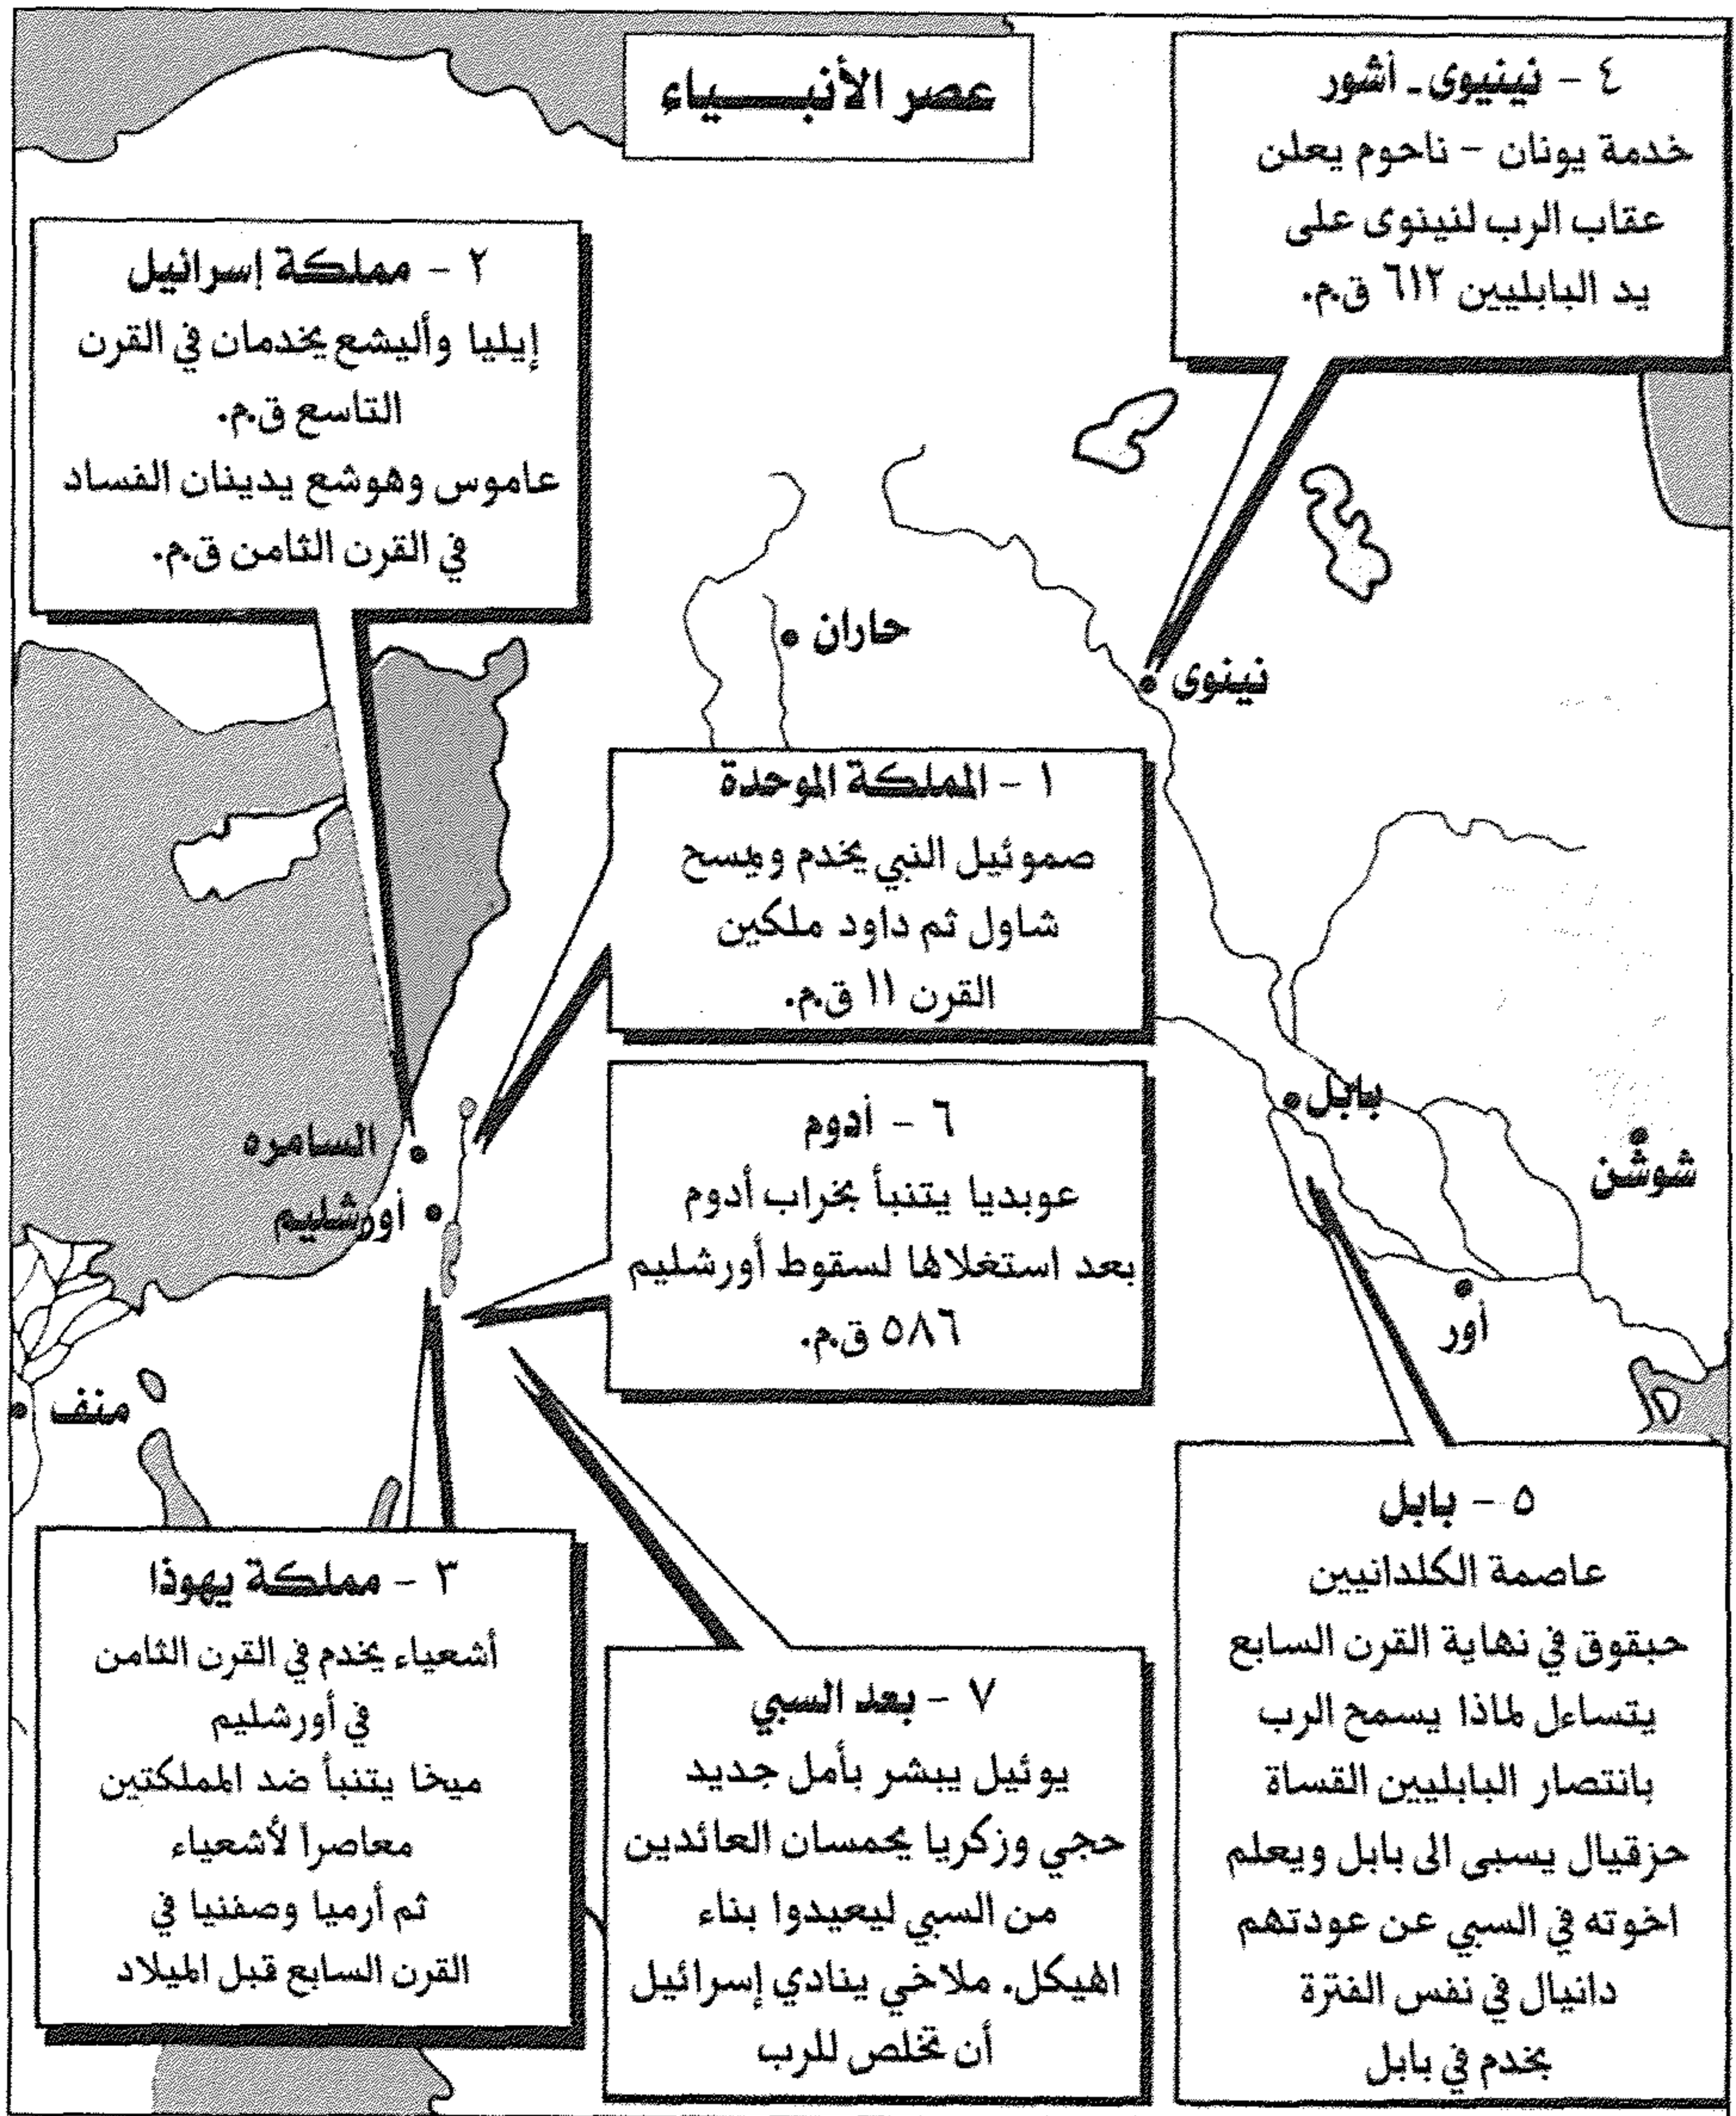 عصر الأنبـــــياء
٤ - نينيوى ـ أشور
خدمة يونان - ناحوم يعلن
عقاب الرب لنينوى على
يد البابليين ٦١٢ ق.م.
٢ - مملكة إسرائيل
إيليا وأليشع يخدمان في القرن
التاسع ق.م.
عاموس وهوشع يدينان الفساد
في القرن الثامن ق.م.
حاران
نينوى
١ - المملكة الموحدة
صموئيل النبي يخدم ويمسح
شاول ثم داود ملكين
القرن ١١ ق.م.
٦ - أدوم
عوبديا يتنبأ بخراب أدوم
بعد استغلالها لسقوط أورشليم
٥٨٦ ق.م.
السامره
أورشليم
منف
بابل
شوشن
أور
٣ - مملكة يهوذا
أشعياء يخدم في القرن الثامن
في أورشليم
ميخا يتنبأ ضد المملكتين
معاصراً لأشعياء
ثم أرميا وصفنيا في
القرن السابع قبل الميلاد
٧ - بعد السبي
يوئيل يبشر بأمل جديد
حجي وزكريا يحمسان العائدين
من السبي ليعيدوا بناء
الهيكل. ملاخي ينادي إسرائيل
أن تخلص للرب
٥ - بابل
عاصمة الكلدانيين
حبقوق في نهاية القرن السابع
يتساءل لماذا يسمح الرب
بانتصار البابليين القساة
حزقيال يسبى الى بابل ويعلم
اخوته في السبي عن عودتهم
دانيال في نفس الفترة
يخدم في بابل